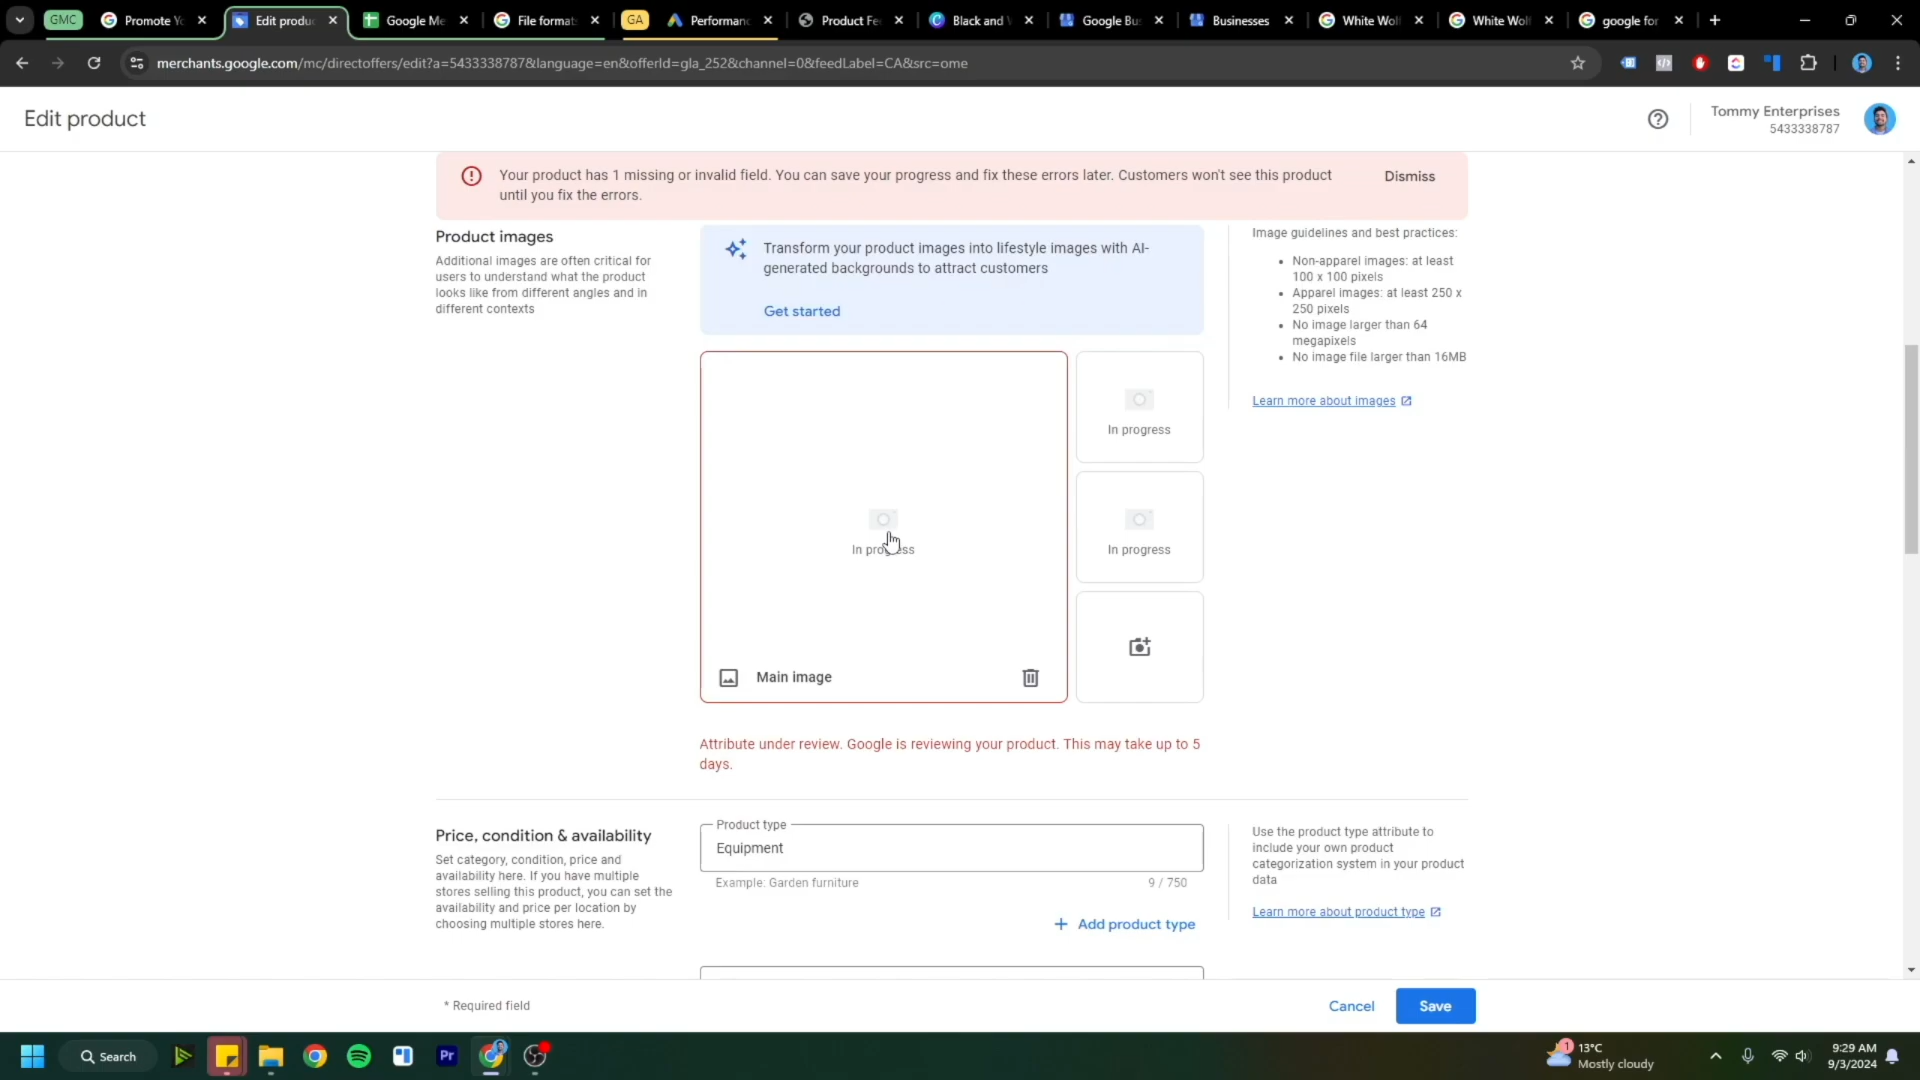 GMC
Promote Yo
Edit produc
Google Me
File format
GA
Performanc
Product Fee
Black and W
Google Bus
Businesses
White Wolf
White Wolf
google for
merchants.google.com/mc/directoffers/edit?a=5433338787&language=en&offerId=gla_252&channel=0&feedLabel=CA&src=ome
Edit product
Tommy Enterprises
5433338787
Your product has 1 missing or invalid field. You can save your progress and fix these errors later. Customers won't see this product
until you fix the errors.
Dismiss
Product images
Additional images are often critical for
users to understand what the product
looks like from different angles and in
different contexts
Transform your product images into lifestyle images with AI-
generated backgrounds to attract customers
Get started
Image guidelines and best practices:
• Non-apparel images: at least
100 x 100 pixels
• Apparel images: at least 250 x
250 pixels
• No image larger than 64
megapixels
• No image file larger than 16MB
Learn more about images
In progress
In progress
In progress
Main image
Attribute under review. Google is reviewing your product. This may take up to 5
days.
Price, condition & availability
Set category, condition, price and
availability here. If you have multiple
stores selling this product, you can set the
availability and price per location by
choosing multiple stores here.
Product type
Equipment
Example: Garden furniture
9 / 750
+ Add product type
Use the product type attribute to
include your own product
categorization system in your product
data
Learn more about product type
* Required field
Cancel
Save
Search
Pr
1
13°C
Mostly cloudy
9:29 AM
9/3/2024